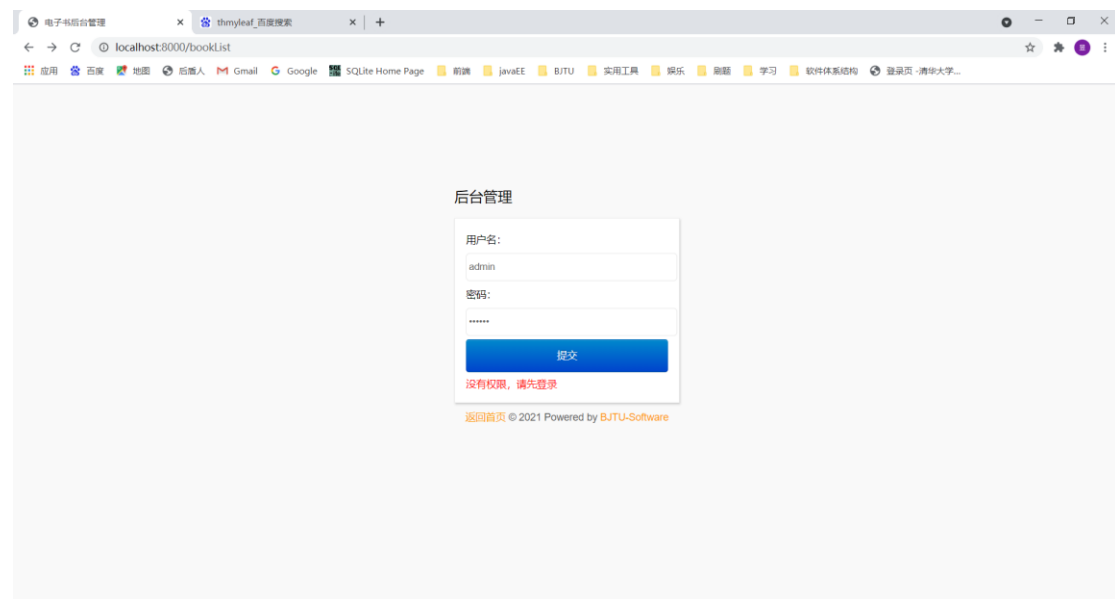 电子书后台管理 thmyleaf_百度搜索
localhost:8000/bookList
应用 百度 地图 后盾人 Gmail Google SQLite Home Page 前端 javaEE BJTU 实用工具 娱乐 刷题 学习 软件体系结构 登录页 -清华大学...
后台管理
用户名:
admin
密码:
••••••
提交
没有权限，请先登录
返回首页 © 2021 Powered by BJTU-Software